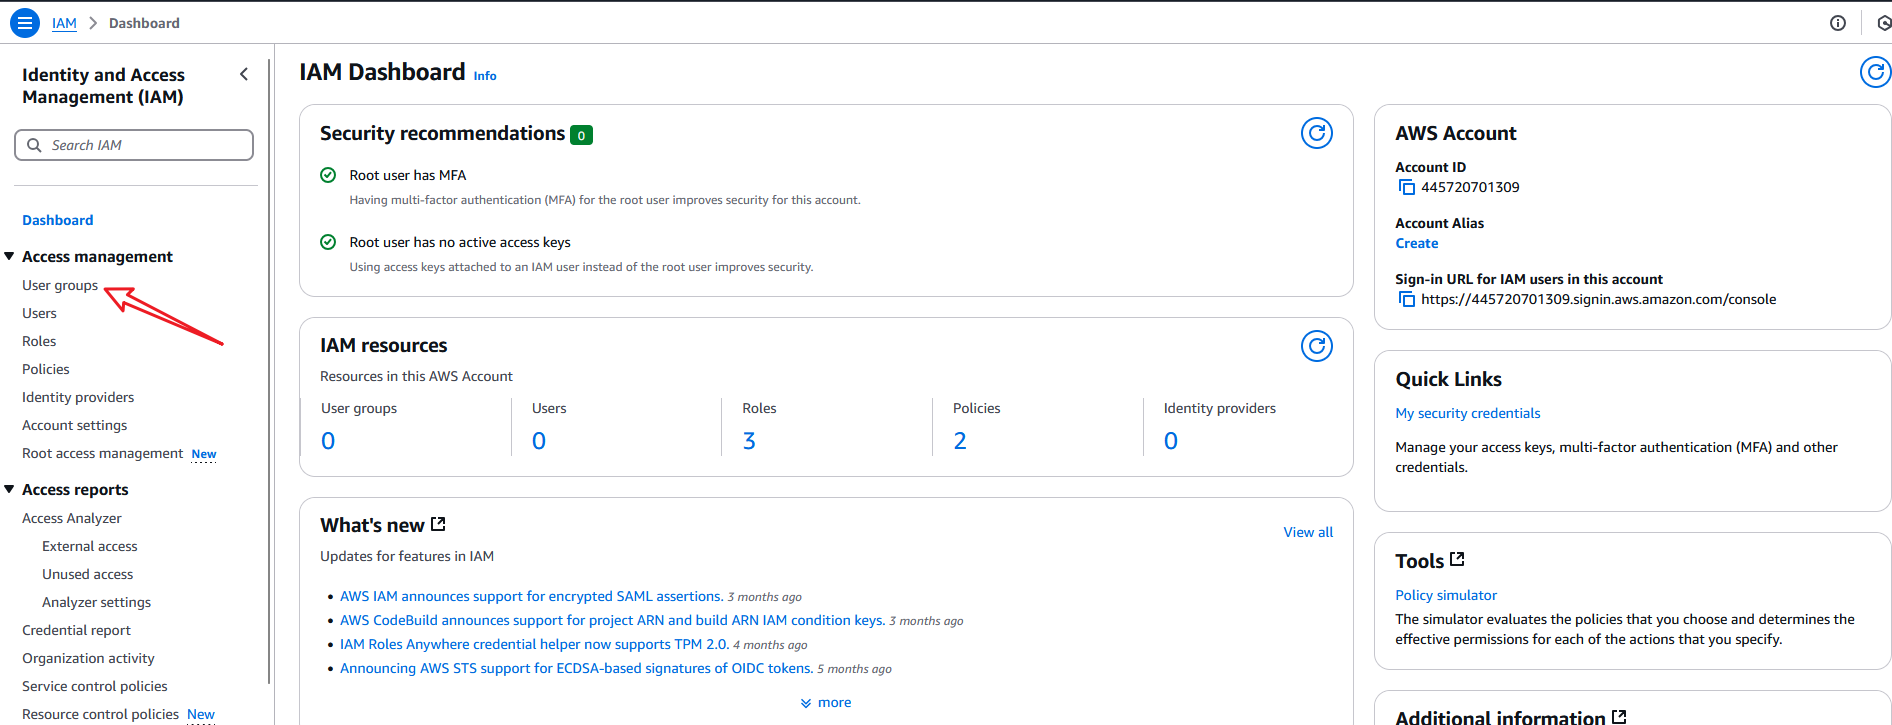 IAM > Dashboard
Identity and Access
Management (IAM)
Search IAM
Dashboard
Access management
User groups
Users
Roles
Policies
Identity providers
Account settings
Root access management New
Access reports
Access Analyzer
External access
Unused access
Analyzer settings
Credential report
Organization activity
Service control policies
Resource control policies New
IAM Dashboard Info
Security recommendations 0
Root user has MFA
Having multi-factor authentication (MFA) for the root user improves security for this account.
Root user has no active access keys
Using access keys attached to an IAM user instead of the root user improves security.
IAM resources
Resources in this AWS Account
User groups Users Roles Policies Identity providers
0 0 3 2 0
What's new
View all
Updates for features in IAM
• AWS IAM announces support for encrypted SAML assertions. 3 months ago
• AWS CodeBuild announces support for project ARN and build ARN IAM condition keys. 3 months ago
• IAM Roles Anywhere credential helper now supports TPM 2.0. 4 months ago
• Announcing AWS STS support for ECDSA-based signatures of OIDC tokens. 5 months ago
more
AWS Account
Account ID
445720701309
Account Alias
Create
Sign-in URL for IAM users in this account
https://445720701309.signin.aws.amazon.com/console
Quick Links
My security credentials
Manage your access keys, multi-factor authentication (MFA) and other
credentials.
Tools
Policy simulator
The simulator evaluates the policies that you choose and determines the
effective permissions for each of the actions that you specify.
Additional information